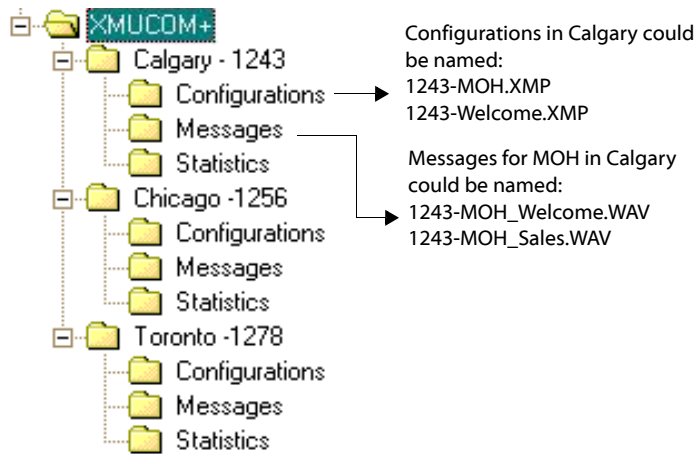 XMUCOM+
Calgary - 1243
Configurations
Messages
Statistics
Chicago -1256
Configurations
Messages
Statistics
Toronto -1278
Configurations
Messages
Statistics
Configurations in Calgary could
be named:
1243-MOH.XMP
1243-Welcome.XMP
Messages for MOH in Calgary
could be named:
1243-MOH_Welcome.WAV
1243-MOH_Sales.WAV